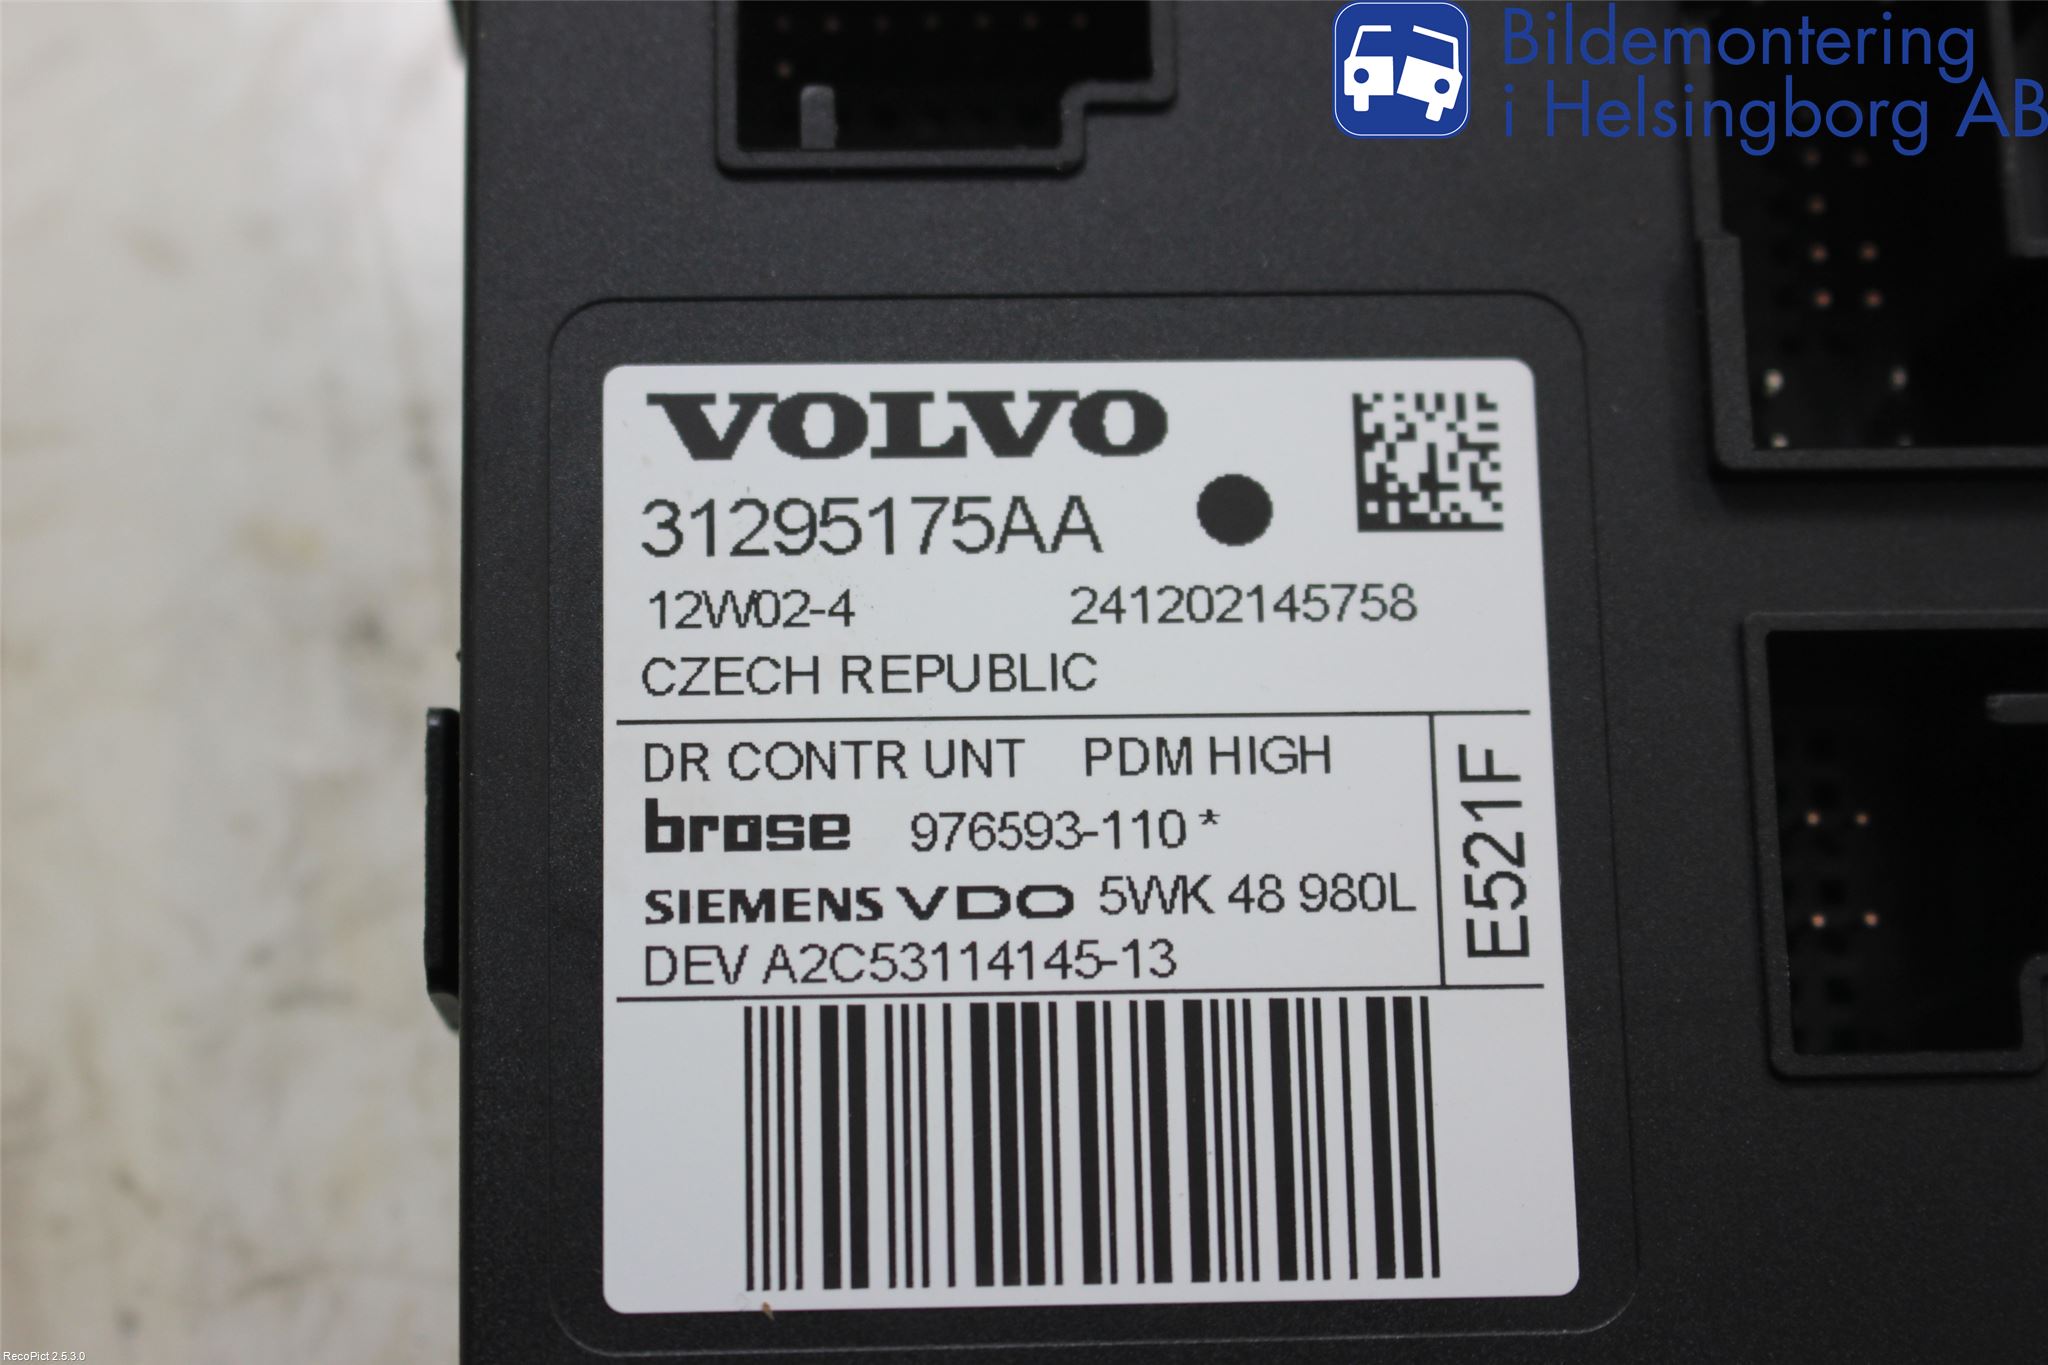 Bildemontering
i Helsingborg AB
VOLVO
31295175AA
12W02-4 241202145758
CZECH REPUBLIC
DR CONTR UNT PDM HIGH
brose 976593-110 *
SIEMENS VDO 5WK 48 980L
DEV A2C53114145-13
E521F
RecoPict 2.5.3.0